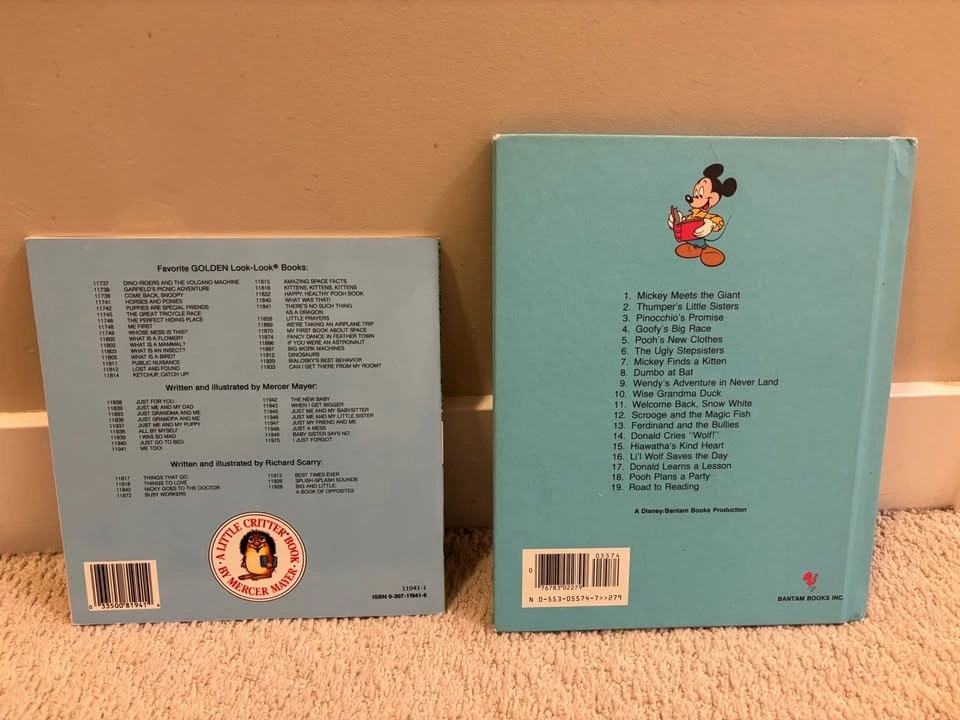 Favorite GOLDEN Look-Look® Books:
11737 DINO-RIDERS AND THE VOLCANO MACHINE
11738 GARFIELD'S PICNIC ADVENTURE
11739 COME BACK, SNOOPY
11741 HORSES AND PONIES
11742 PUPPIES ARE SPECIAL FRIENDS
11745 THE GREAT TRICYCLE RACE
11746 THE PERFECT HIDING PLACE
11748 ME FIRST
11749 WHOSE MESS IS THIS?
11800 WHAT IS A FLOWER?
11802 WHAT IS A MAMMAL?
11803 WHAT IS AN INSECT?
11805 WHAT IS A BIRD?
11811 PUBLIC NUISANCE
11812 LOST AND FOUND
11814 KETCHUP, CATCH UP!
11815 AMAZING SPACE FACTS
11818 KITTENS, KITTENS, KITTENS
11832 HAPPY, HEALTHY POOH BOOK
11840 WHAT WAS THAT!
11841 THERE'S NO SUCH THING
AS A DRAGON
11858 LITTLE PRAYERS
11869 WE'RE TAKING AN AIRPLANE TRIP
11870 MY FIRST BOOK ABOUT SPACE
11874 FANCY DANCE IN FEATHER TOWN
11896 IF YOU WERE AN ASTRONAUT
11897 BIG WORK MACHINES
11912 DINOSAURS
11929 BIALOSKY'S BEST BEHAVIOR
11933 CAN I GET THERE FROM MY ROOM?
Written and illustrated by Mercer Mayer:
11838 JUST FOR YOU
11839 JUST ME AND MY DAD
11893 JUST GRANDMA AND ME
11936 JUST GRANDPA AND ME
11937 JUST ME AND MY PUPPY
11938 ALL BY MYSELF
11939 I WAS SO MAD
11940 JUST GO TO BED
11941 ME TOO!
11942 THE NEW BABY
11943 WHEN I GET BIGGER
11945 JUST ME AND MY BABYSITTER
11946 JUST ME AND MY LITTLE SISTER
11947 JUST MY FRIEND AND ME
11948 JUST A MESS
11949 BABY SISTER SAYS NO
11975 I JUST FORGOT
Written and illustrated by Richard Scarry:
11817 THINGS THAT GO
11818 THINGS TO LOVE
11842 NICKY GOES TO THE DOCTOR
11872 BUSY WORKERS
11913 BEST TIMES EVER
11928 SPLISH-SPLASH SOUNDS
11929 BIG AND LITTLE:
A BOOK OF OPPOSITES
A LITTLE CRITTER® BOOK
BY MERCER MAYER
0 33500 81941 4
11941-1
ISBN 0-307-11941-6
1. Mickey Meets the Giant
2. Thumper's Little Sisters
3. Pinocchio's Promise
4. Goofy's Big Race
5. Pooh's New Clothes
6. The Ugly Stepsisters
7. Mickey Finds a Kitten
8. Dumbo at Bat
9. Wendy's Adventure in Never Land
10. Wise Grandma Duck
11. Welcome Back, Snow White
12. Scrooge and the Magic Fish
13. Ferdinand and the Bullies
14. Donald Cries "Wolf!"
15. Hiawatha's Kind Heart
16. Li'l Wolf Saves the Day
17. Donald Learns a Lesson
18. Pooh Plans a Party
19. Road to Reading
A Disney/Bantam Books Production
05574
0 76783 02279
N 0-553-05574-7>>279
BANTAM BOOKS INC.